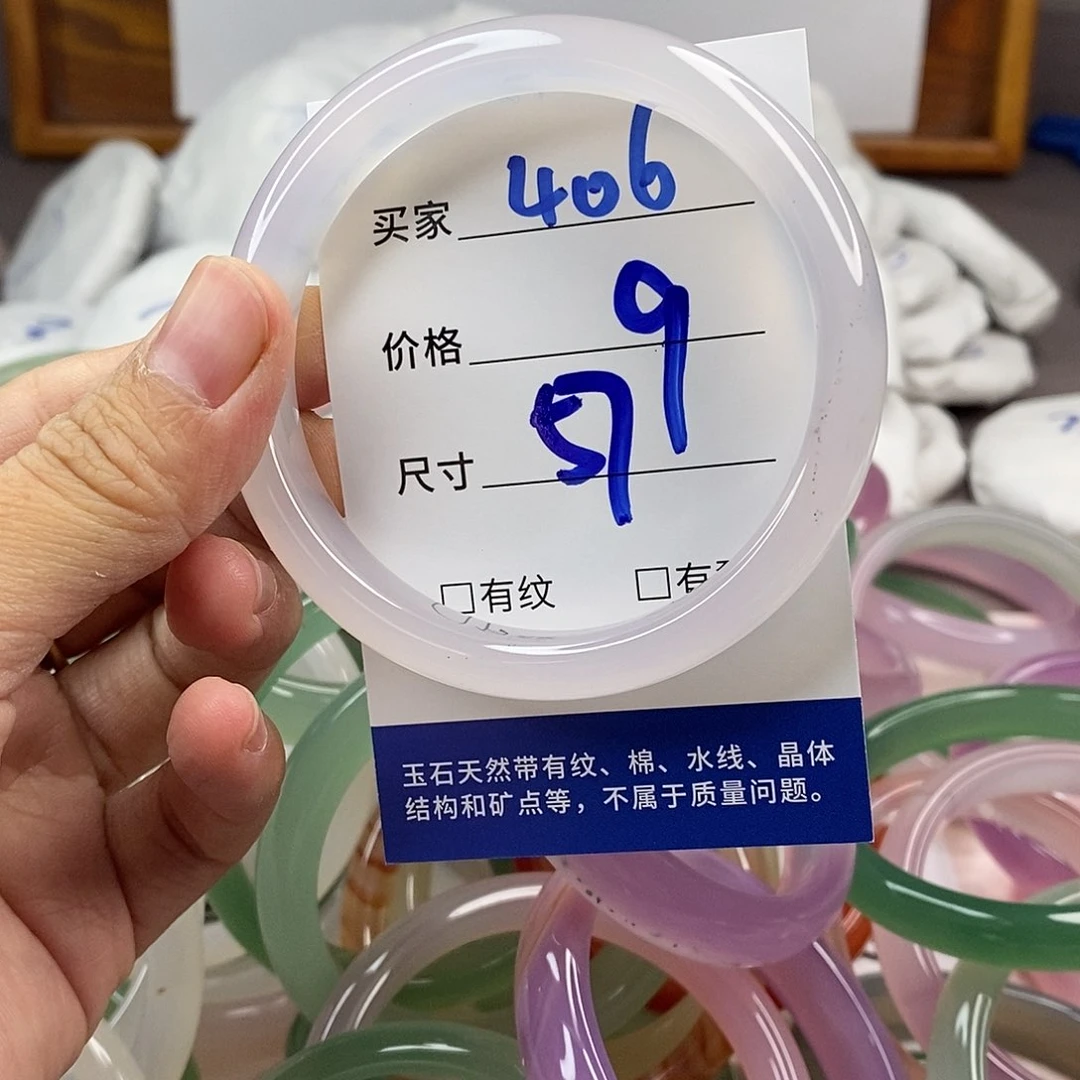 买家 406
价格 9
尺寸 57
□有纹 □有
玉石天然带有纹、棉、水线、晶体
结构和矿点等，不属于质量问题。